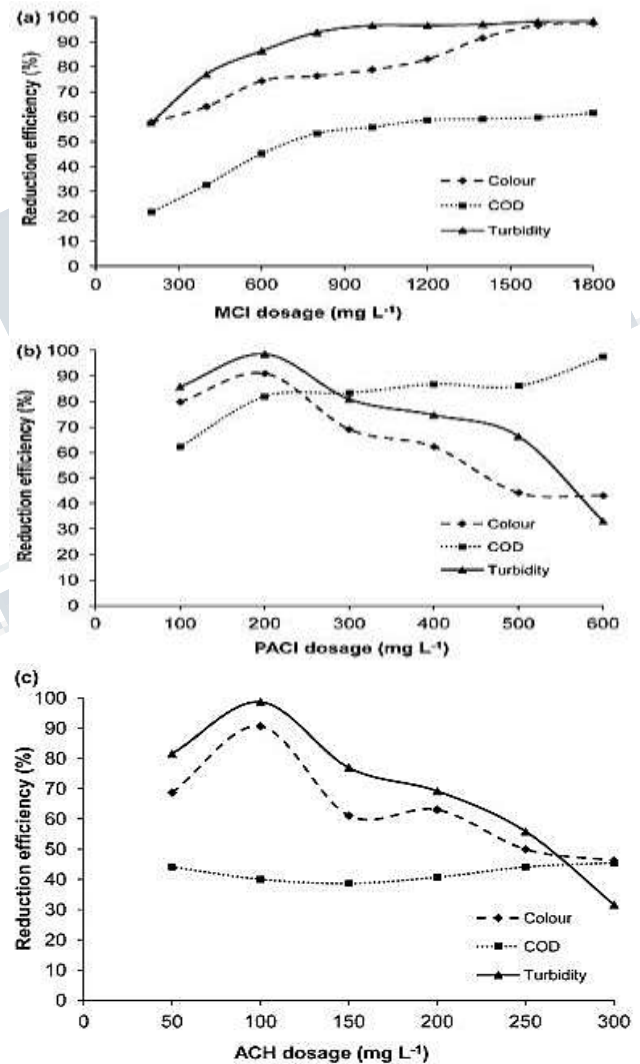 (a)
Reduction efficiency (%)
100
90
80
70
60
50
40
30
20
10
0
Colour
COD
Turbidity
0 300 600 900 1200 1500 1800
MCI dosage (mg L-1)
(b)
Reduction efficiency (%)
100
90
80
70
60
50
40
30
20
10
0
Colour
COD
Turbidity
0 100 200 300 400 500 600
PACI dosage (mg L-1)
(c)
Reduction efficiency (%)
100
90
80
70
60
50
40
30
20
10
0
Colour
COD
Turbidity
0 50 100 150 200 250 300
ACH dosage (mg L-1)